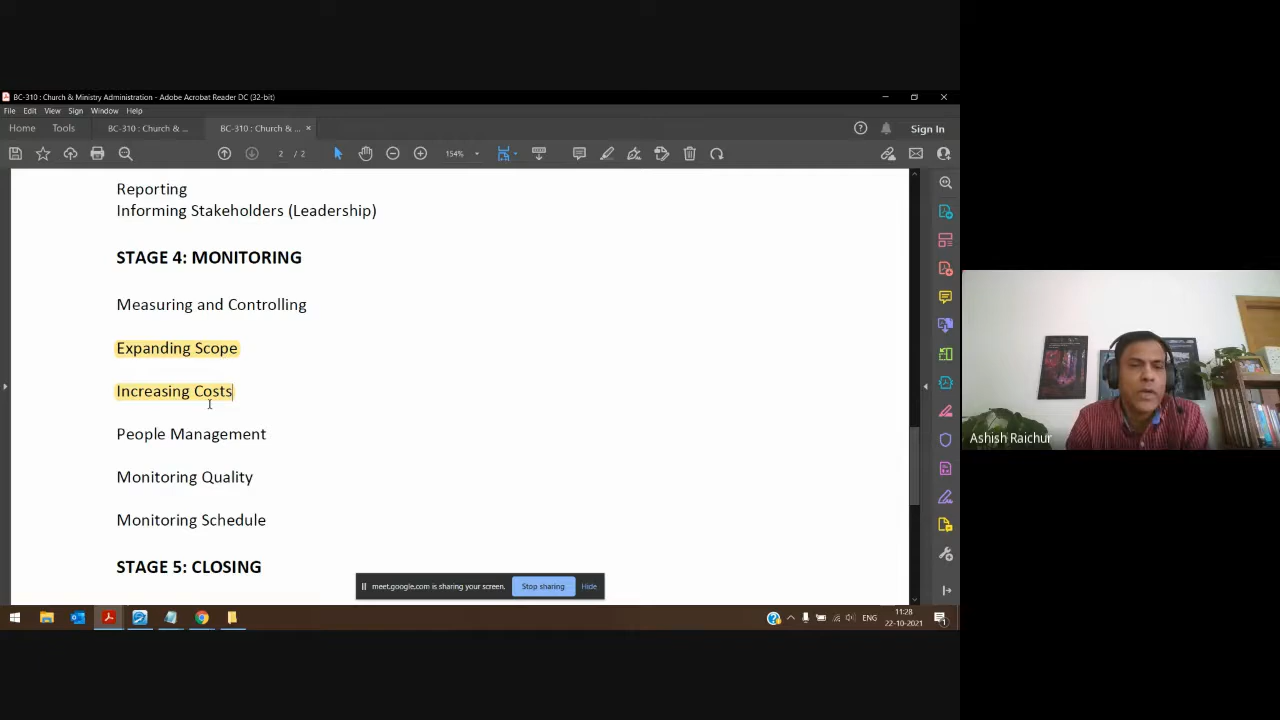 BC-310 : Church & Ministry Administration - Adobe Acrobat Reader DC (32-bit)
File Edit View Sign Window Help
Home Tools BC-310 : Church & ... BC-310 : Church & ... × Sign In
2 / 2 154%
Reporting
Informing Stakeholders (Leadership)
STAGE 4: MONITORING
Measuring and Controlling
Expanding Scope
Increasing Costs
People Management
Monitoring Quality
Monitoring Schedule
STAGE 5: CLOSING
meet.google.com is sharing your screen. Stop sharing Hide
Ashish Raichur
ENG 11:28
22-10-2021